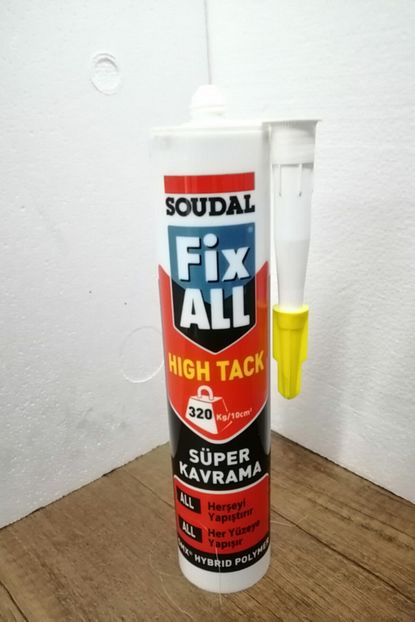 SOUDAL
Fix
ALL
HIGH TACK
320 Kg/10cm²
SÜPER
KAVRAMA
ALL Herşeyi
Yapıştırır
ALL Her Yüzeye
Yapışır
HYBRID POLYMER